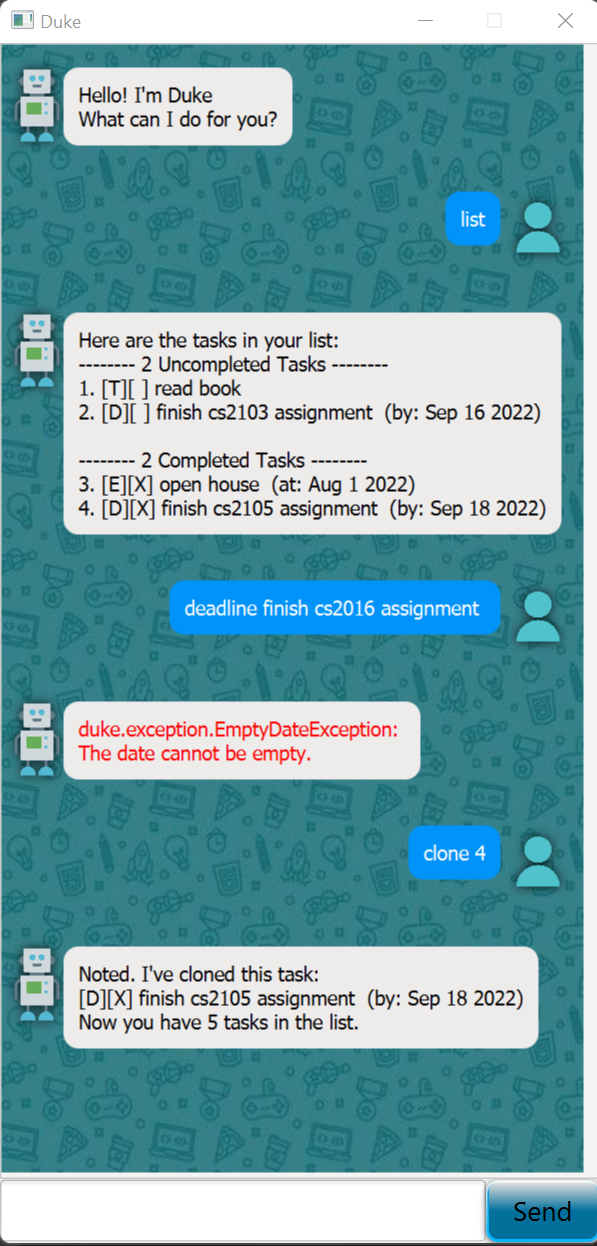 Duke
Hello! I'm Duke
What can I do for you?
list
Here are the tasks in your list:
-------- 2 Uncompleted Tasks --------
1. [T][ ] read book
2. [D][ ] finish cs2103 assignment  (by: Sep 16 2022)
-------- 2 Completed Tasks --------
3. [E][X] open house  (at: Aug 1 2022)
4. [D][X] finish cs2105 assignment  (by: Sep 18 2022)
deadline finish cs2016 assignment
duke.exception.EmptyDateException:
The date cannot be empty.
clone 4
Noted. I've cloned this task:
[D][X] finish cs2105 assignment  (by: Sep 18 2022)
Now you have 5 tasks in the list.
Send